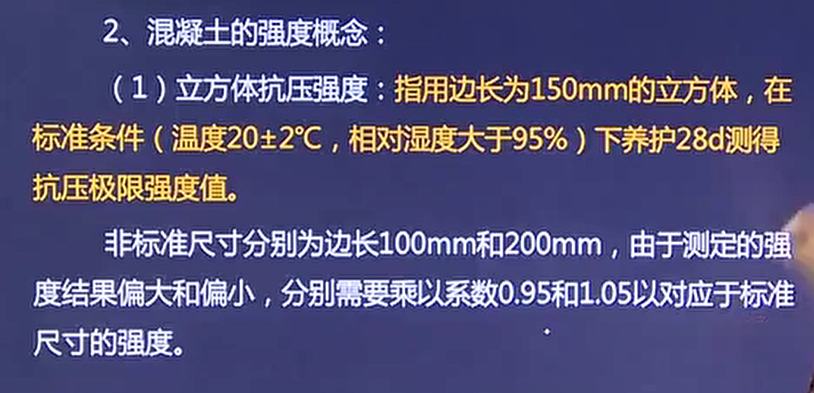 2、混凝土的强度概念：
（1）立方体抗压强度：指用边长为150mm的立方体，在
标准条件（温度20±2℃，相对湿度大于95%）下养护28d测得
抗压极限强度值。
非标准尺寸分别为边长100mm和200mm，由于测定的强
度结果偏大和偏小，分别需要乘以系数0.95和1.05以对应于标准
尺寸的强度。